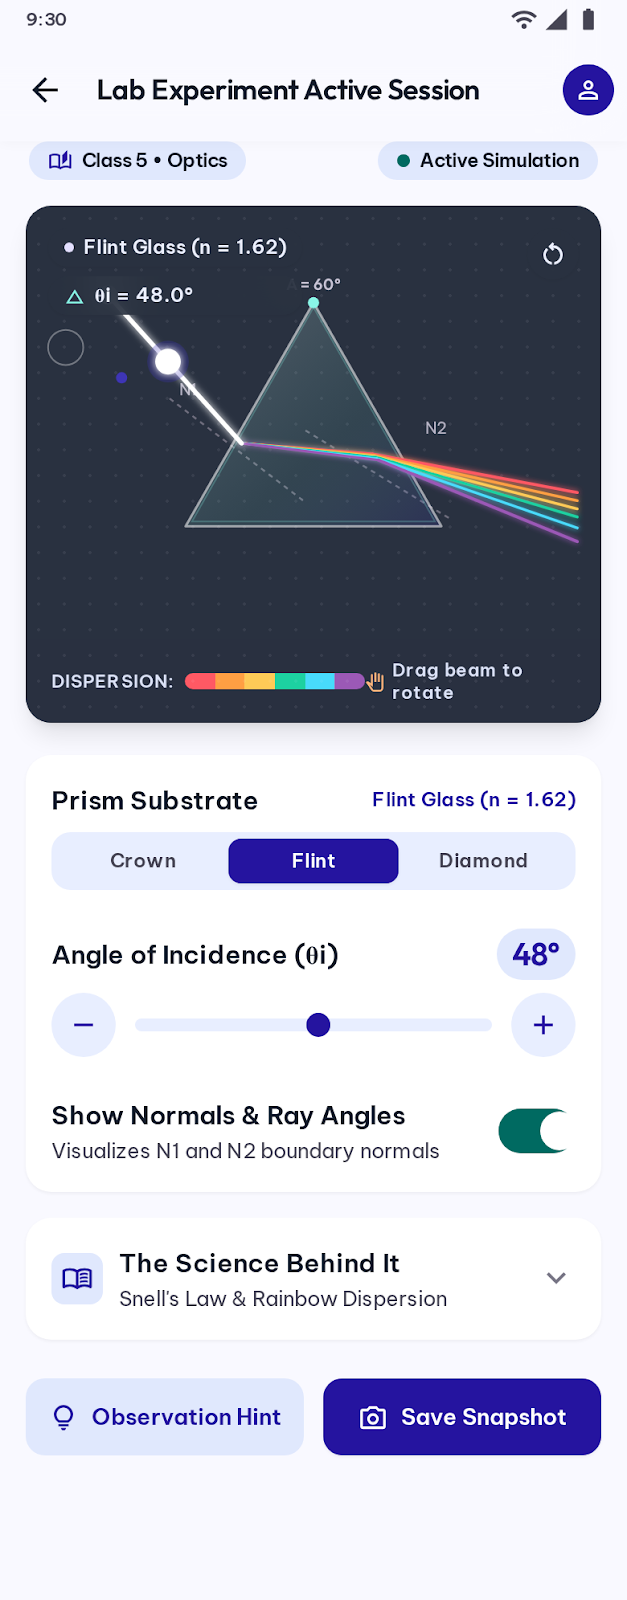 9:30
Lab Experiment Active Session
Class 5 • Optics
Active Simulation
Flint Glass (n = 1.62)
θi = 48.0°
= 60°
N2
DISPERSION:
Drag beam to
rotate
Prism Substrate
Flint Glass (n = 1.62)
Crown
Flint
Diamond
Angle of Incidence (θi)
48°
Show Normals & Ray Angles
Visualizes N1 and N2 boundary normals
The Science Behind It
Snell's Law & Rainbow Dispersion
Observation Hint
Save Snapshot